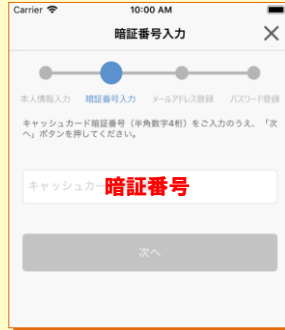 Carrier 10:00 AM
暗証番号入力
本人情報入力 暗証番号入力 メールアドレス登録 パスワード登録
キャッシュカード暗証番号（半角数字4桁）をご入力のうえ、「次
へ」ボタンを押してください。
キャッシュカー
暗証番号
次へ